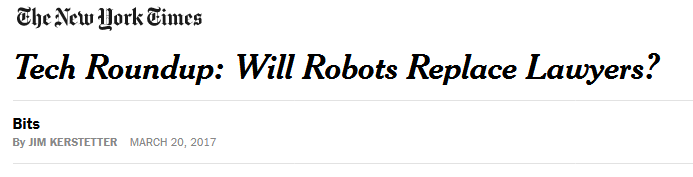 The New York Times
Tech Roundup: Will Robots Replace Lawyers?
Bits
By JIM KERSTETTER MARCH 20, 2017